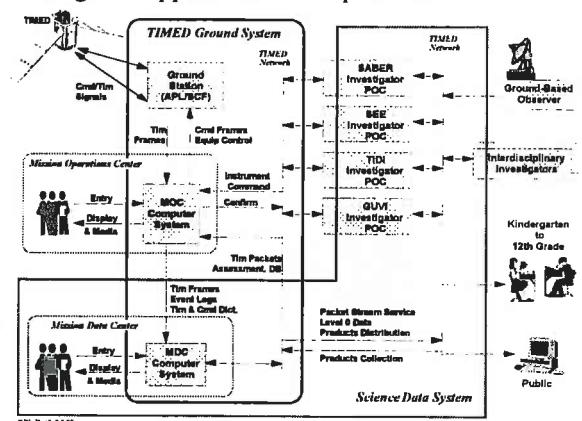 TIMED
TIMED Ground System
TIMED
Network
TIMED
Network
Cmd/Tlm
Signals
Ground
Station
(APL/SCF)
SABER
Investigator
POC
Ground-Based
Observer
Tlm
Frames
Cmd Frames
Equip Control
SEE
Investigator
POC
Mission Operations Center
Instrument
Command
TIDI
Investigator
POC
Interdisciplinary
Investigators
Entry
Display
& Media
MOC
Computer
System
Confirm
GUVI
Investigator
POC
Kindergarten
to
12th Grade
Tlm Packets
Assessment, DB
Tlm Frames
Event Logs
Tlm & Cmd Dict.
Mission Data Center
Packet Stream Service
Level 0 Data
Products Distribution
Entry
Display
& Media
MDC
Computer
System
Products Collection
Public
Science Data System